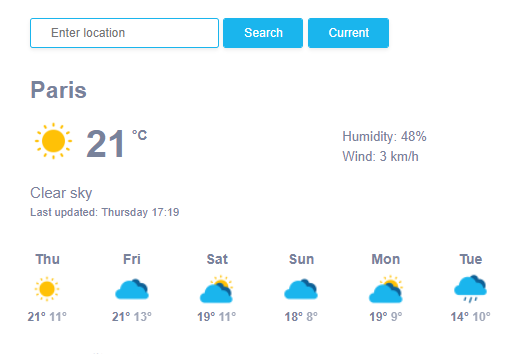 Enter location Search Current
Paris
21 °C
Humidity: 48%
Wind: 3 km/h
Clear sky
Last updated: Thursday 17:19
Thu Fri Sat Sun Mon Tue
21° 11° 21° 13° 19° 11° 18° 8° 19° 9° 14° 10°